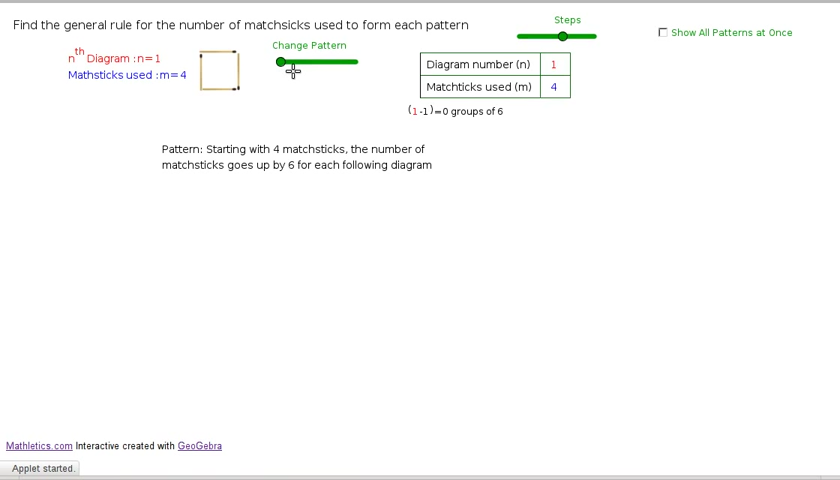 Find the general rule for the number of matchsicks used to form each pattern
Steps
Show All Patterns at Once
nth Diagram :n=1
Mathsticks used :m=4
Change Pattern
Diagram number (n) 1
Matchticks used (m) 4
(1 -1)=0 groups of 6
Pattern: Starting with 4 matchsticks, the number of
matchsticks goes up by 6 for each following diagram
Mathletics.com Interactive created with GeoGebra
Applet started.